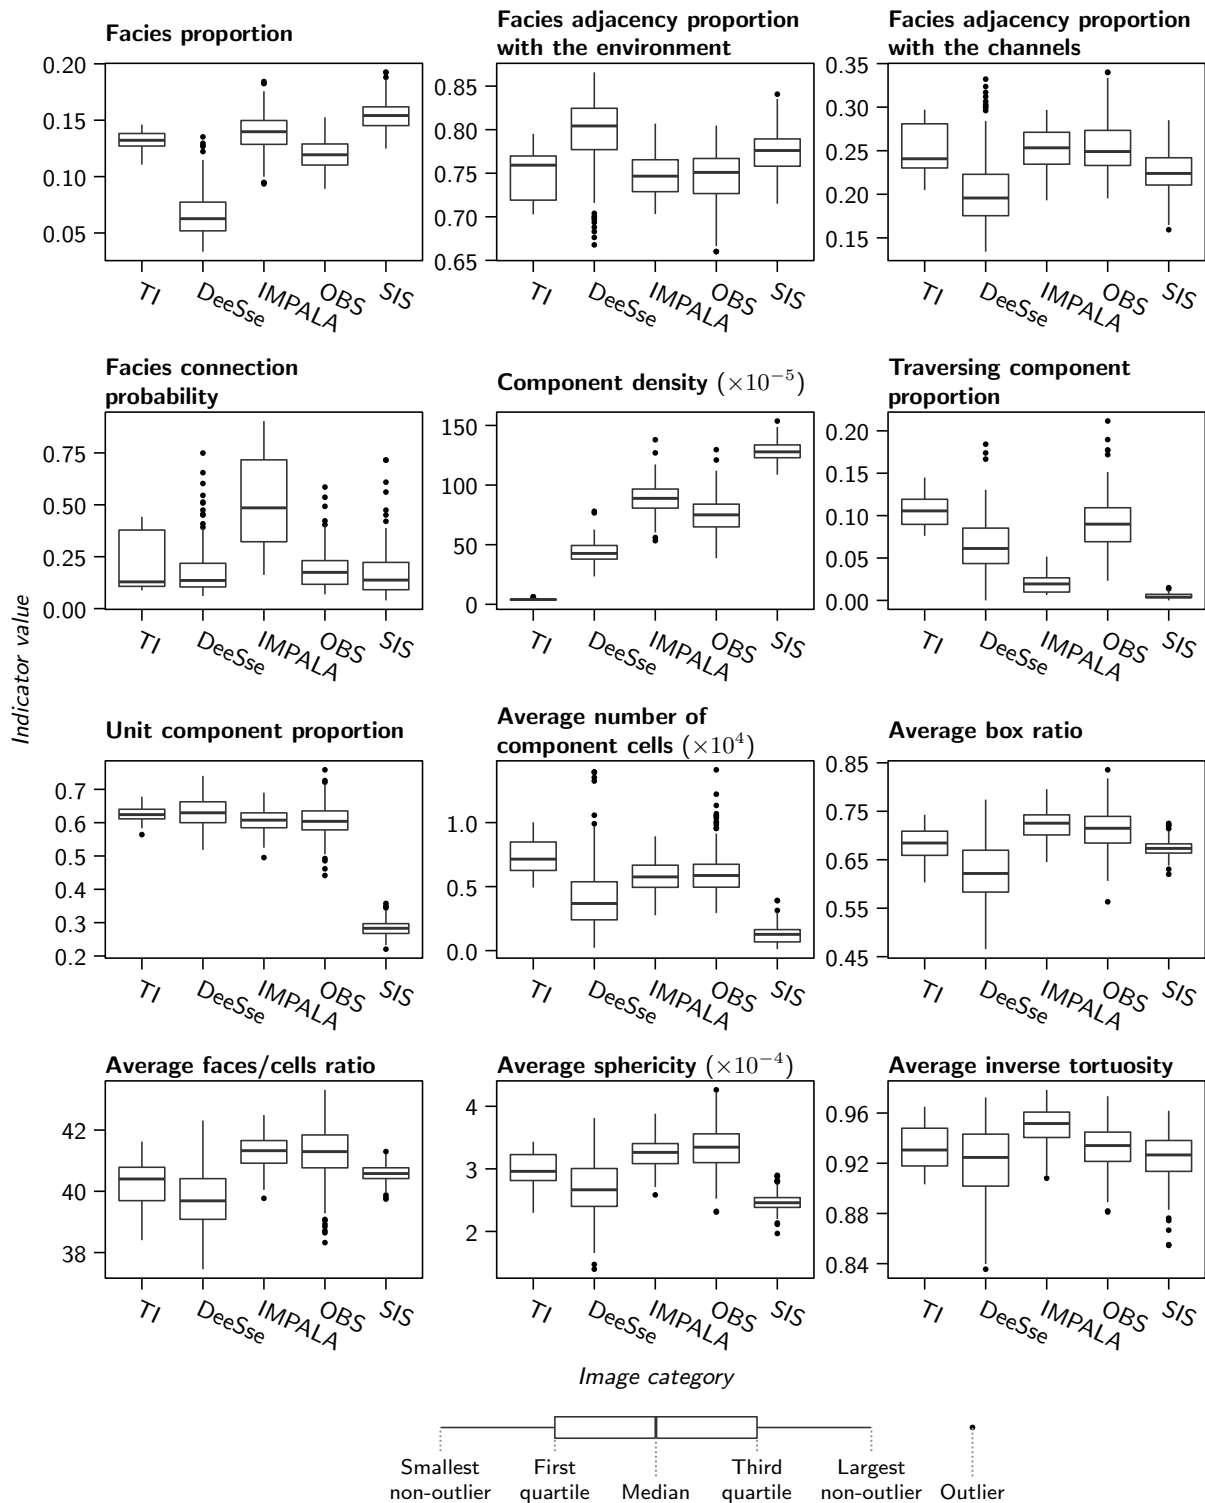 Facies proportion
Facies adjacency proportion
with the environment
Facies adjacency proportion
with the channels
0.20
0.15
0.10
0.05
TI
DeeSse
IMPALA
OBS
SIS
0.85
0.80
0.75
0.70
0.65
TI
DeeSse
IMPALA
OBS
SIS
0.35
0.30
0.25
0.20
0.15
TI
DeeSse
IMPALA
OBS
SIS
Facies connection
probability
Component density (×10⁻⁵)
Traversing component
proportion
0.75
0.50
0.25
0.00
TI
DeeSse
IMPALA
OBS
SIS
150
100
50
0
TI
DeeSse
IMPALA
OBS
SIS
0.20
0.15
0.10
0.05
0.00
TI
DeeSse
IMPALA
OBS
SIS
Indicator value
Unit component proportion
Average number of
component cells (×10⁴)
Average box ratio
0.7
0.6
0.5
0.4
0.3
0.2
TI
DeeSse
IMPALA
OBS
SIS
1.0
0.5
0.0
TI
DeeSse
IMPALA
OBS
SIS
0.85
0.75
0.65
0.55
0.45
TI
DeeSse
IMPALA
OBS
SIS
Average faces/cells ratio
Average sphericity (×10⁻⁴)
Average inverse tortuosity
42
40
38
TI
DeeSse
IMPALA
OBS
SIS
4
3
2
TI
DeeSse
IMPALA
OBS
SIS
0.96
0.92
0.88
0.84
TI
DeeSse
IMPALA
OBS
SIS
Image category
Smallest
non-outlier
First
quartile
Median
Third
quartile
Largest
non-outlier
Outlier